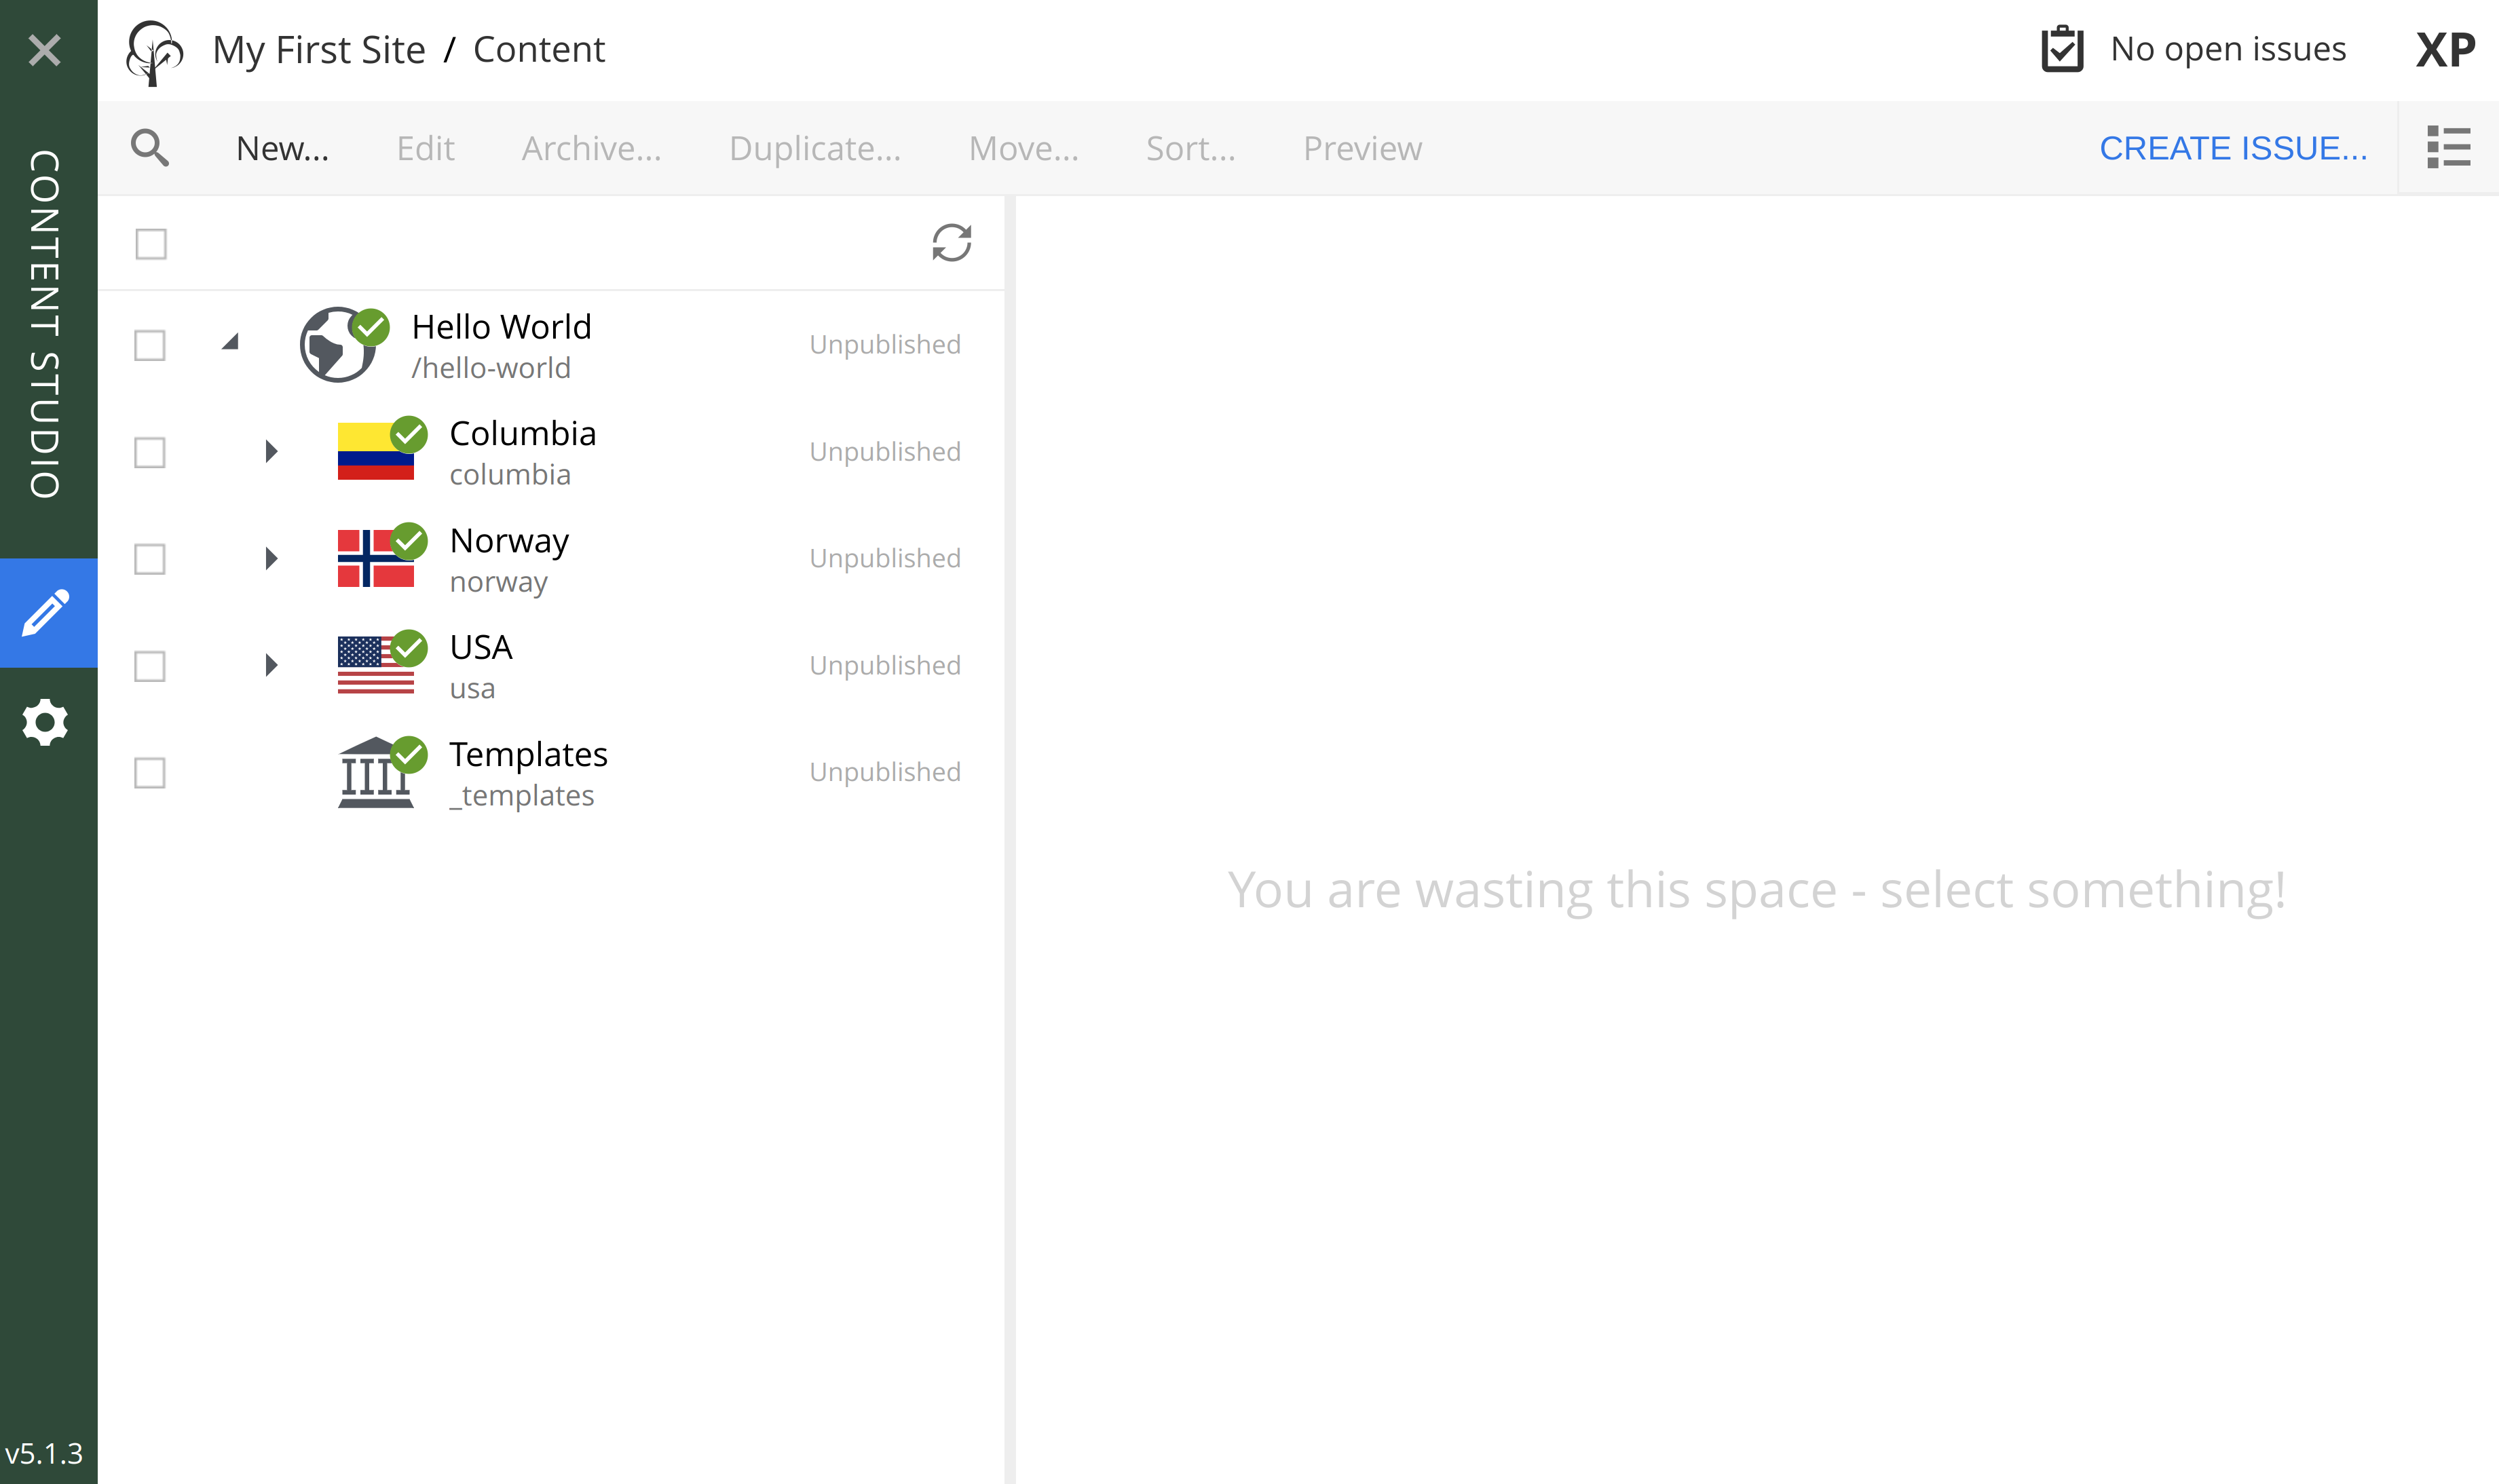 My First Site / Content
No open issues
XP
New...
Edit
Archive...
Duplicate...
Move...
Sort...
Preview
CREATE ISSUE...
CONTENT STUDIO
Hello World
/hello-world
Unpublished
Columbia
columbia
Unpublished
Norway
norway
Unpublished
USA
usa
Unpublished
Templates
_templates
Unpublished
You are wasting this space - select something!
v5.1.3